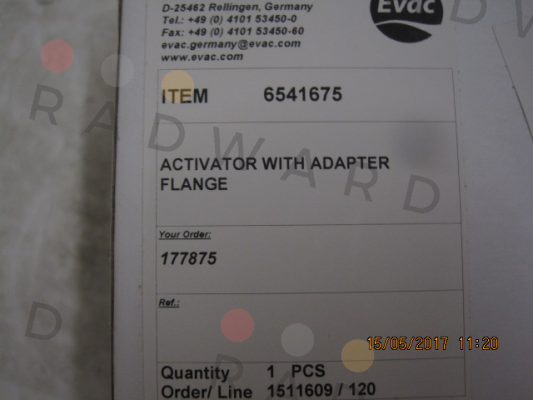 D-25462 Rellingen, Germany
Tel.: +49 (0) 4101 53450-0
Fax: +49 (0) 4101 53450-60
evac.germany@evac.com
www.evac.com
Evac
ITEM 6541675
ACTIVATOR WITH ADAPTER
FLANGE
Your Order:
177875
Ref.:
15/05/2017 11:20
Quantity 1 PCS
Order/ Line 1511609 / 120
RADWARD